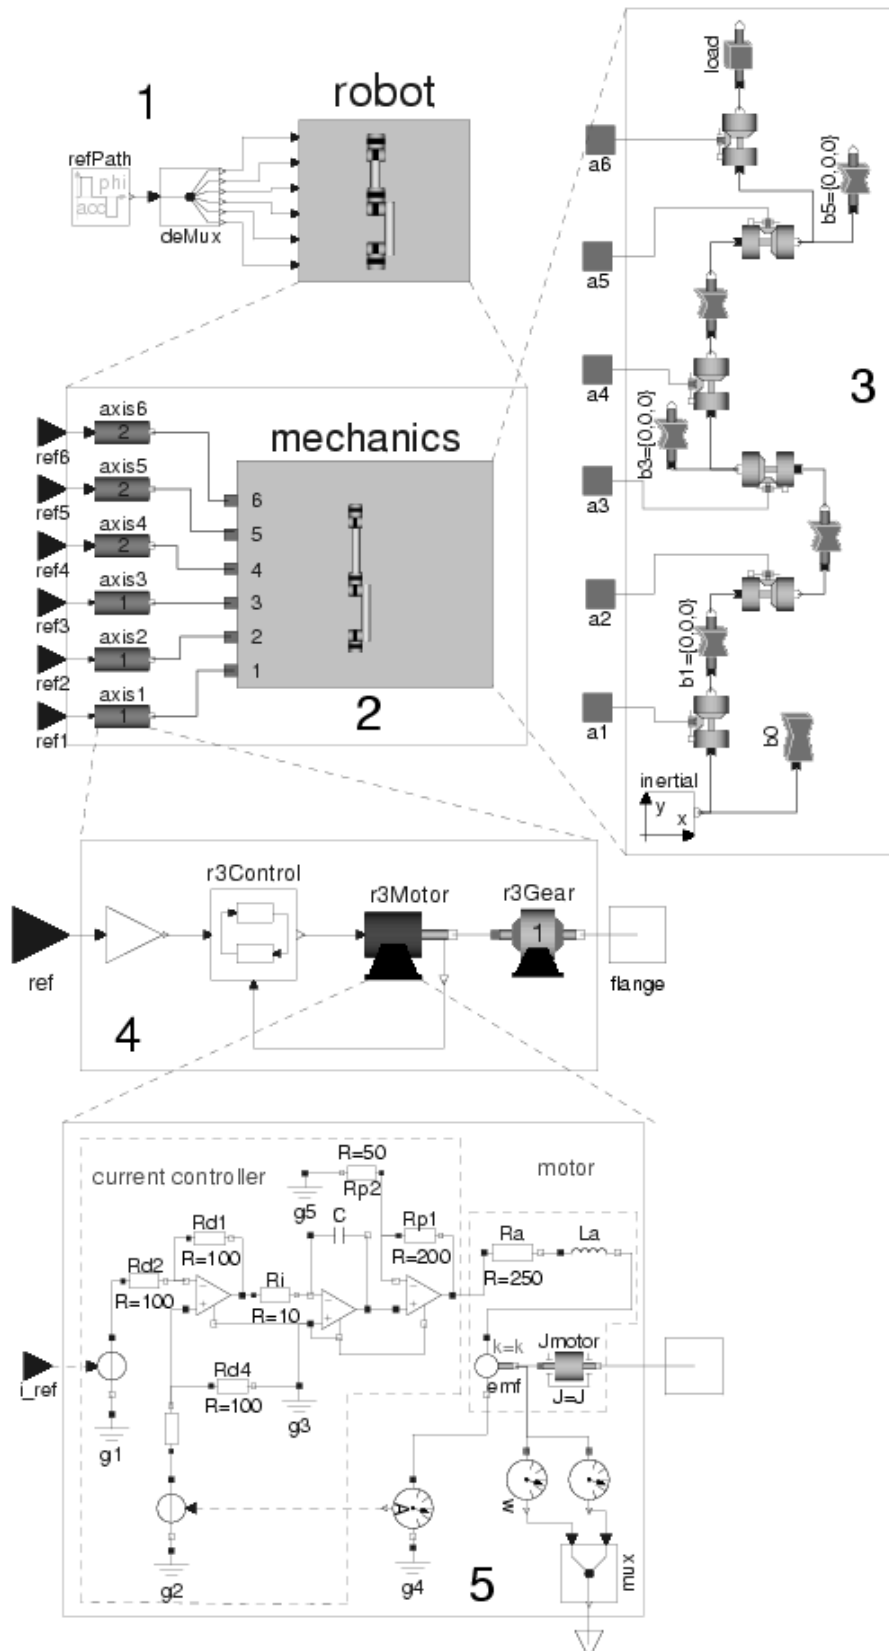 1
robot
refPath
phi
acc
deMux
axis6
2
ref6
axis5
2
ref5
axis4
2
ref4
axis3
1
ref3
axis2
1
ref2
axis1
1
ref1
mechanics
6
5
4
3
2
1
2
load
a6
b5={0,0,0}
a5
a4
3
b3={0,0,0}
a3
a2
b1={0,0,0}
a1
b0
inertial
y
x
r3Control
r3Motor
r3Gear
1
ref
flange
4
current controller
motor
R=50
Rp2
g5
C
Rd1
R=100
Rp1
R=200
Ra
R=250
La
Rd2
R=100
Ri
R=10
k=k
emf
Jmotor
J=J
i_ref
Rd4
R=100
g3
g1
A
w
g2
g4
5
mux